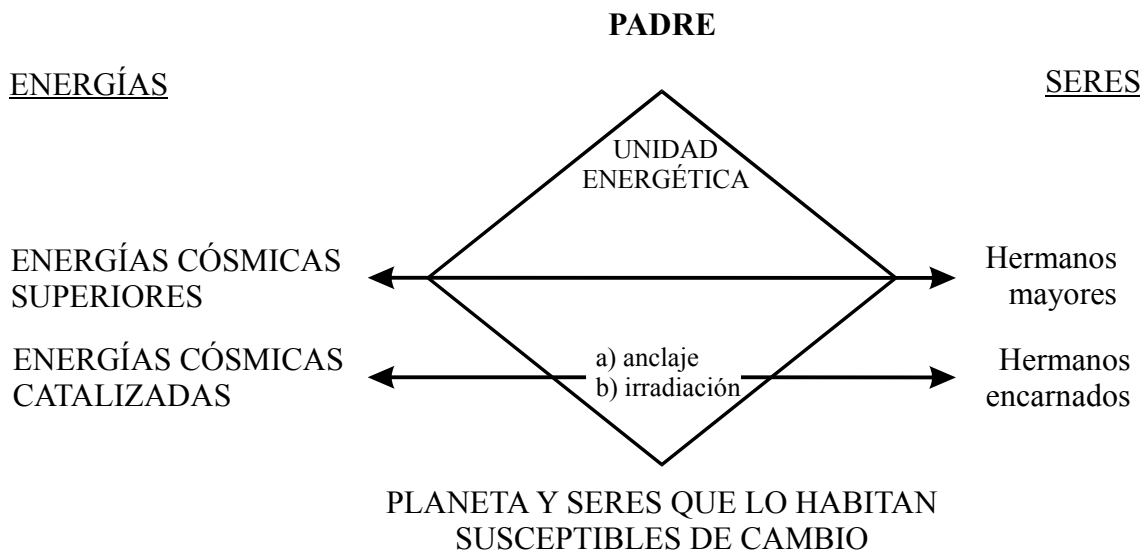 PADRE
ENERGÍAS
SERES
UNIDAD
ENERGÉTICA
ENERGÍAS CÓSMICAS
SUPERIORES
Hermanos
mayores
ENERGÍAS CÓSMICAS
CATALIZADAS
a) anclaje
b) irradiación
Hermanos
encarnados
PLANETA Y SERES QUE LO HABITAN
SUSCEPTIBLES DE CAMBIO